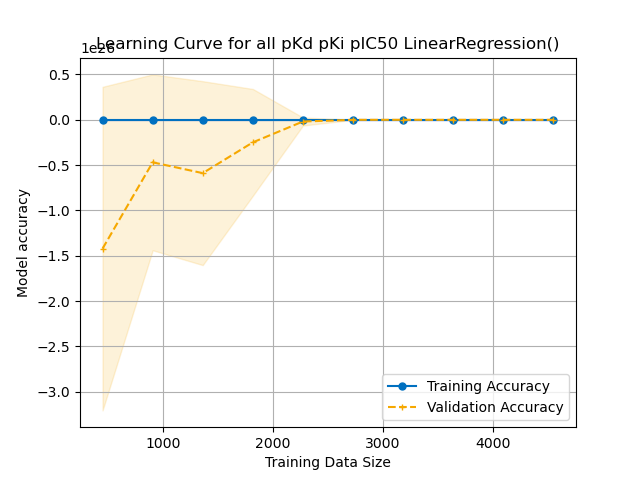 Learning Curve for all pKd pKi pIC50 LinearRegression()
1e26
0.5
0.0
−0.5
−1.0
−1.5
−2.0
−2.5
−3.0
Model accuracy
1000 2000 3000 4000
Training Data Size
Training Accuracy
Validation Accuracy